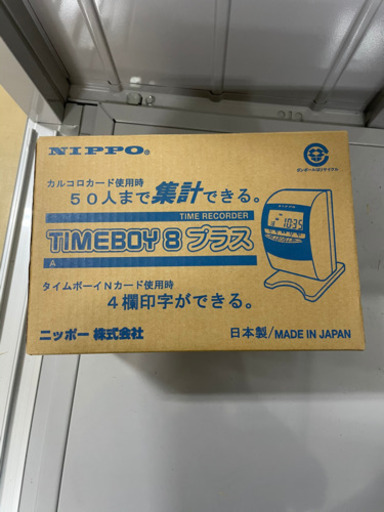 NIPPO®
カルコロカード使用時
50人まで集計できる。
TIME RECORDER
TIMEBOY 8 プラス
A
タイムボーイNカード使用時
4欄印字ができる。
ニッポー 株式会社
日本製/MADE IN JAPAN
10:35